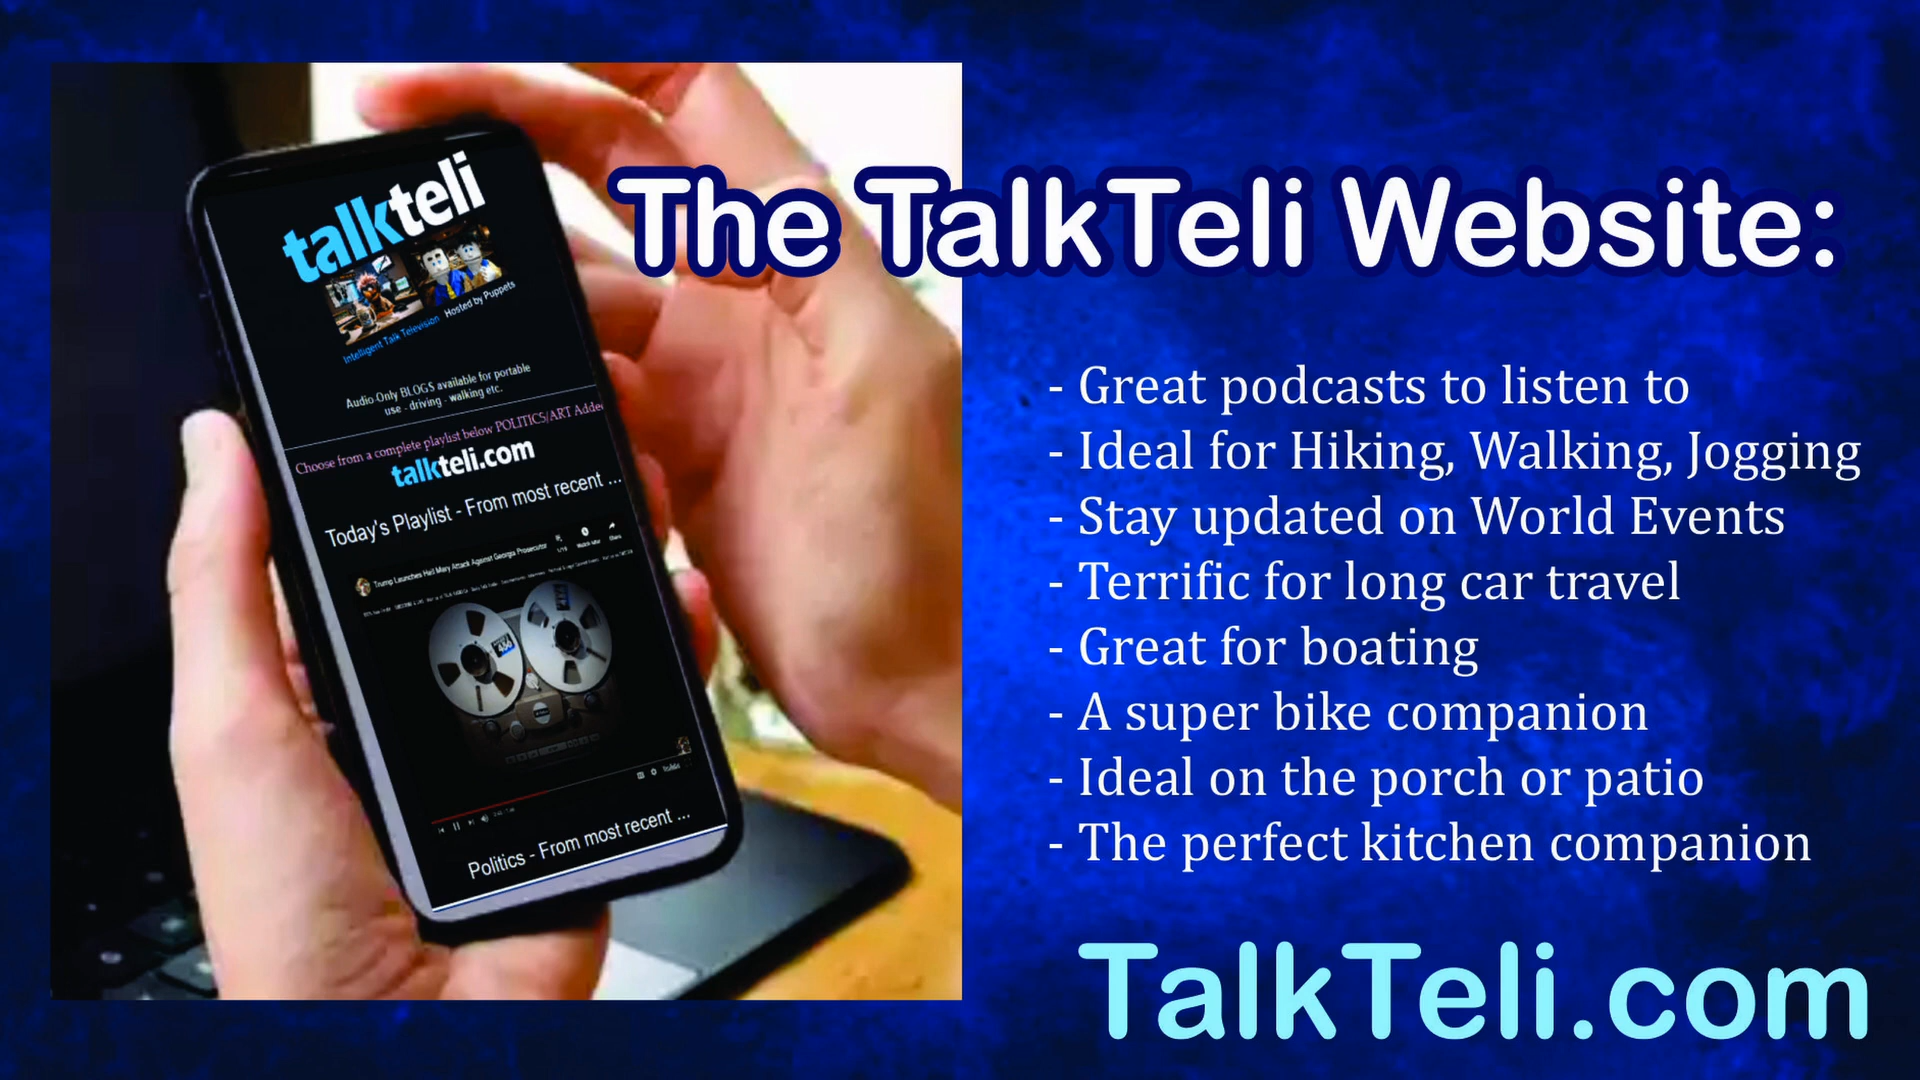 talkteli
Intelligent Talk Television Hosted by Puppets
Audio Only BLOGS available for portable
use - driving - walking etc.
Choose from a complete playlist below POLITICS/ART Added
talkteli.com
Today's Playlist - From most recent ...
Trump Launches Hail Mary Attack Against Georgia Prosecutor
456
Politics - From most recent ...
The TalkTeli Website:
- Great podcasts to listen to
- Ideal for Hiking, Walking, Jogging
- Stay updated on World Events
- Terrific for long car travel
- Great for boating
- A super bike companion
- Ideal on the porch or patio
- The perfect kitchen companion
TalkTeli.com